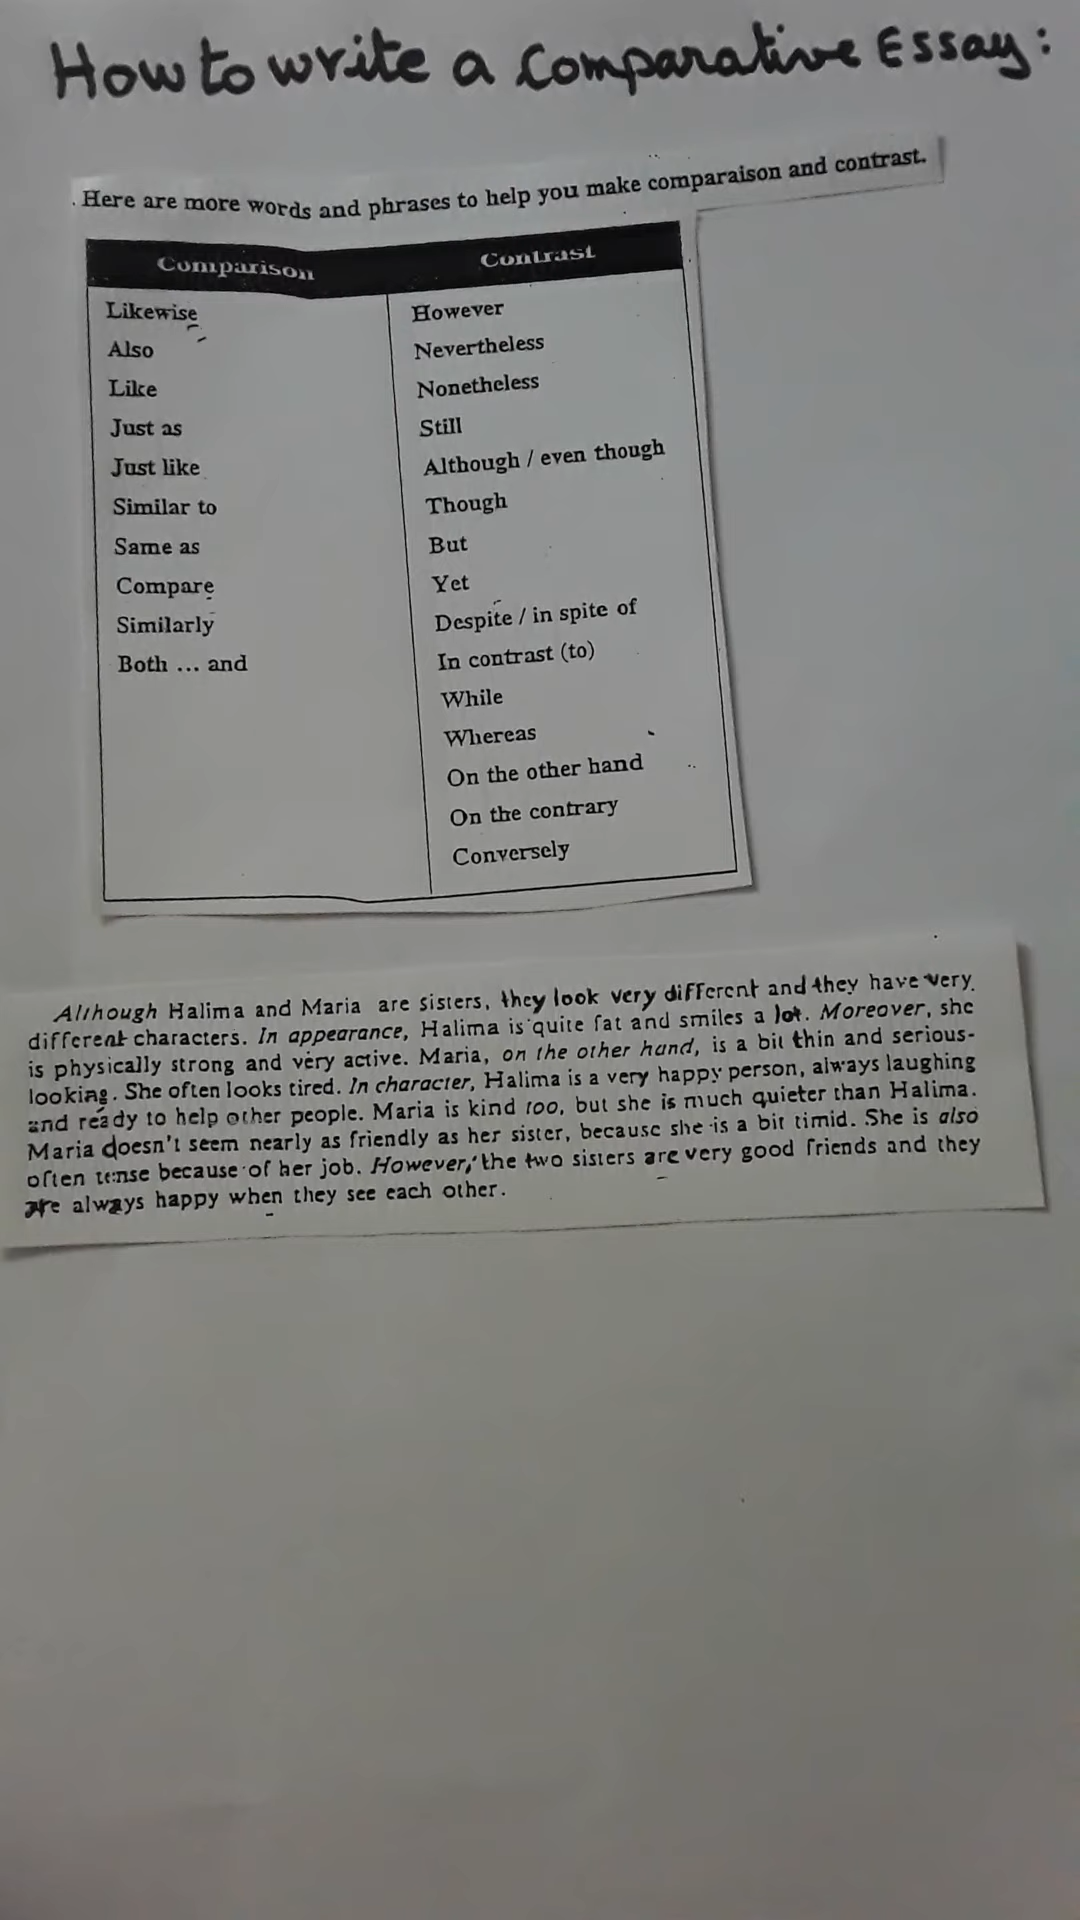 How to write a Comparative Essay:
. Here are more words and phrases to help you make comparaison and contrast.
Comparison Contrast
Likewise However
Also Nevertheless
Like Nonetheless
Just as Still
Just like Although / even though
Similar to Though
Same as But
Compare Yet
Similarly Despite / in spite of
Both ... and In contrast (to)
While
Whereas
On the other hand
On the contrary
Conversely
Although Halima and Maria are sisters, they look very different and they have very
different characters. In appearance, Halima is quite fat and smiles a lot. Moreover, she
is physically strong and very active. Maria, on the other hand, is a bit thin and serious-
looking. She often looks tired. In character, Halima is a very happy person, always laughing
and ready to help other people. Maria is kind too, but she is much quieter than Halima.
Maria doesn't seem nearly as friendly as her sister, because she is a bit timid. She is also
often tense because of her job. However, the two sisters are very good friends and they
are always happy when they see each other.